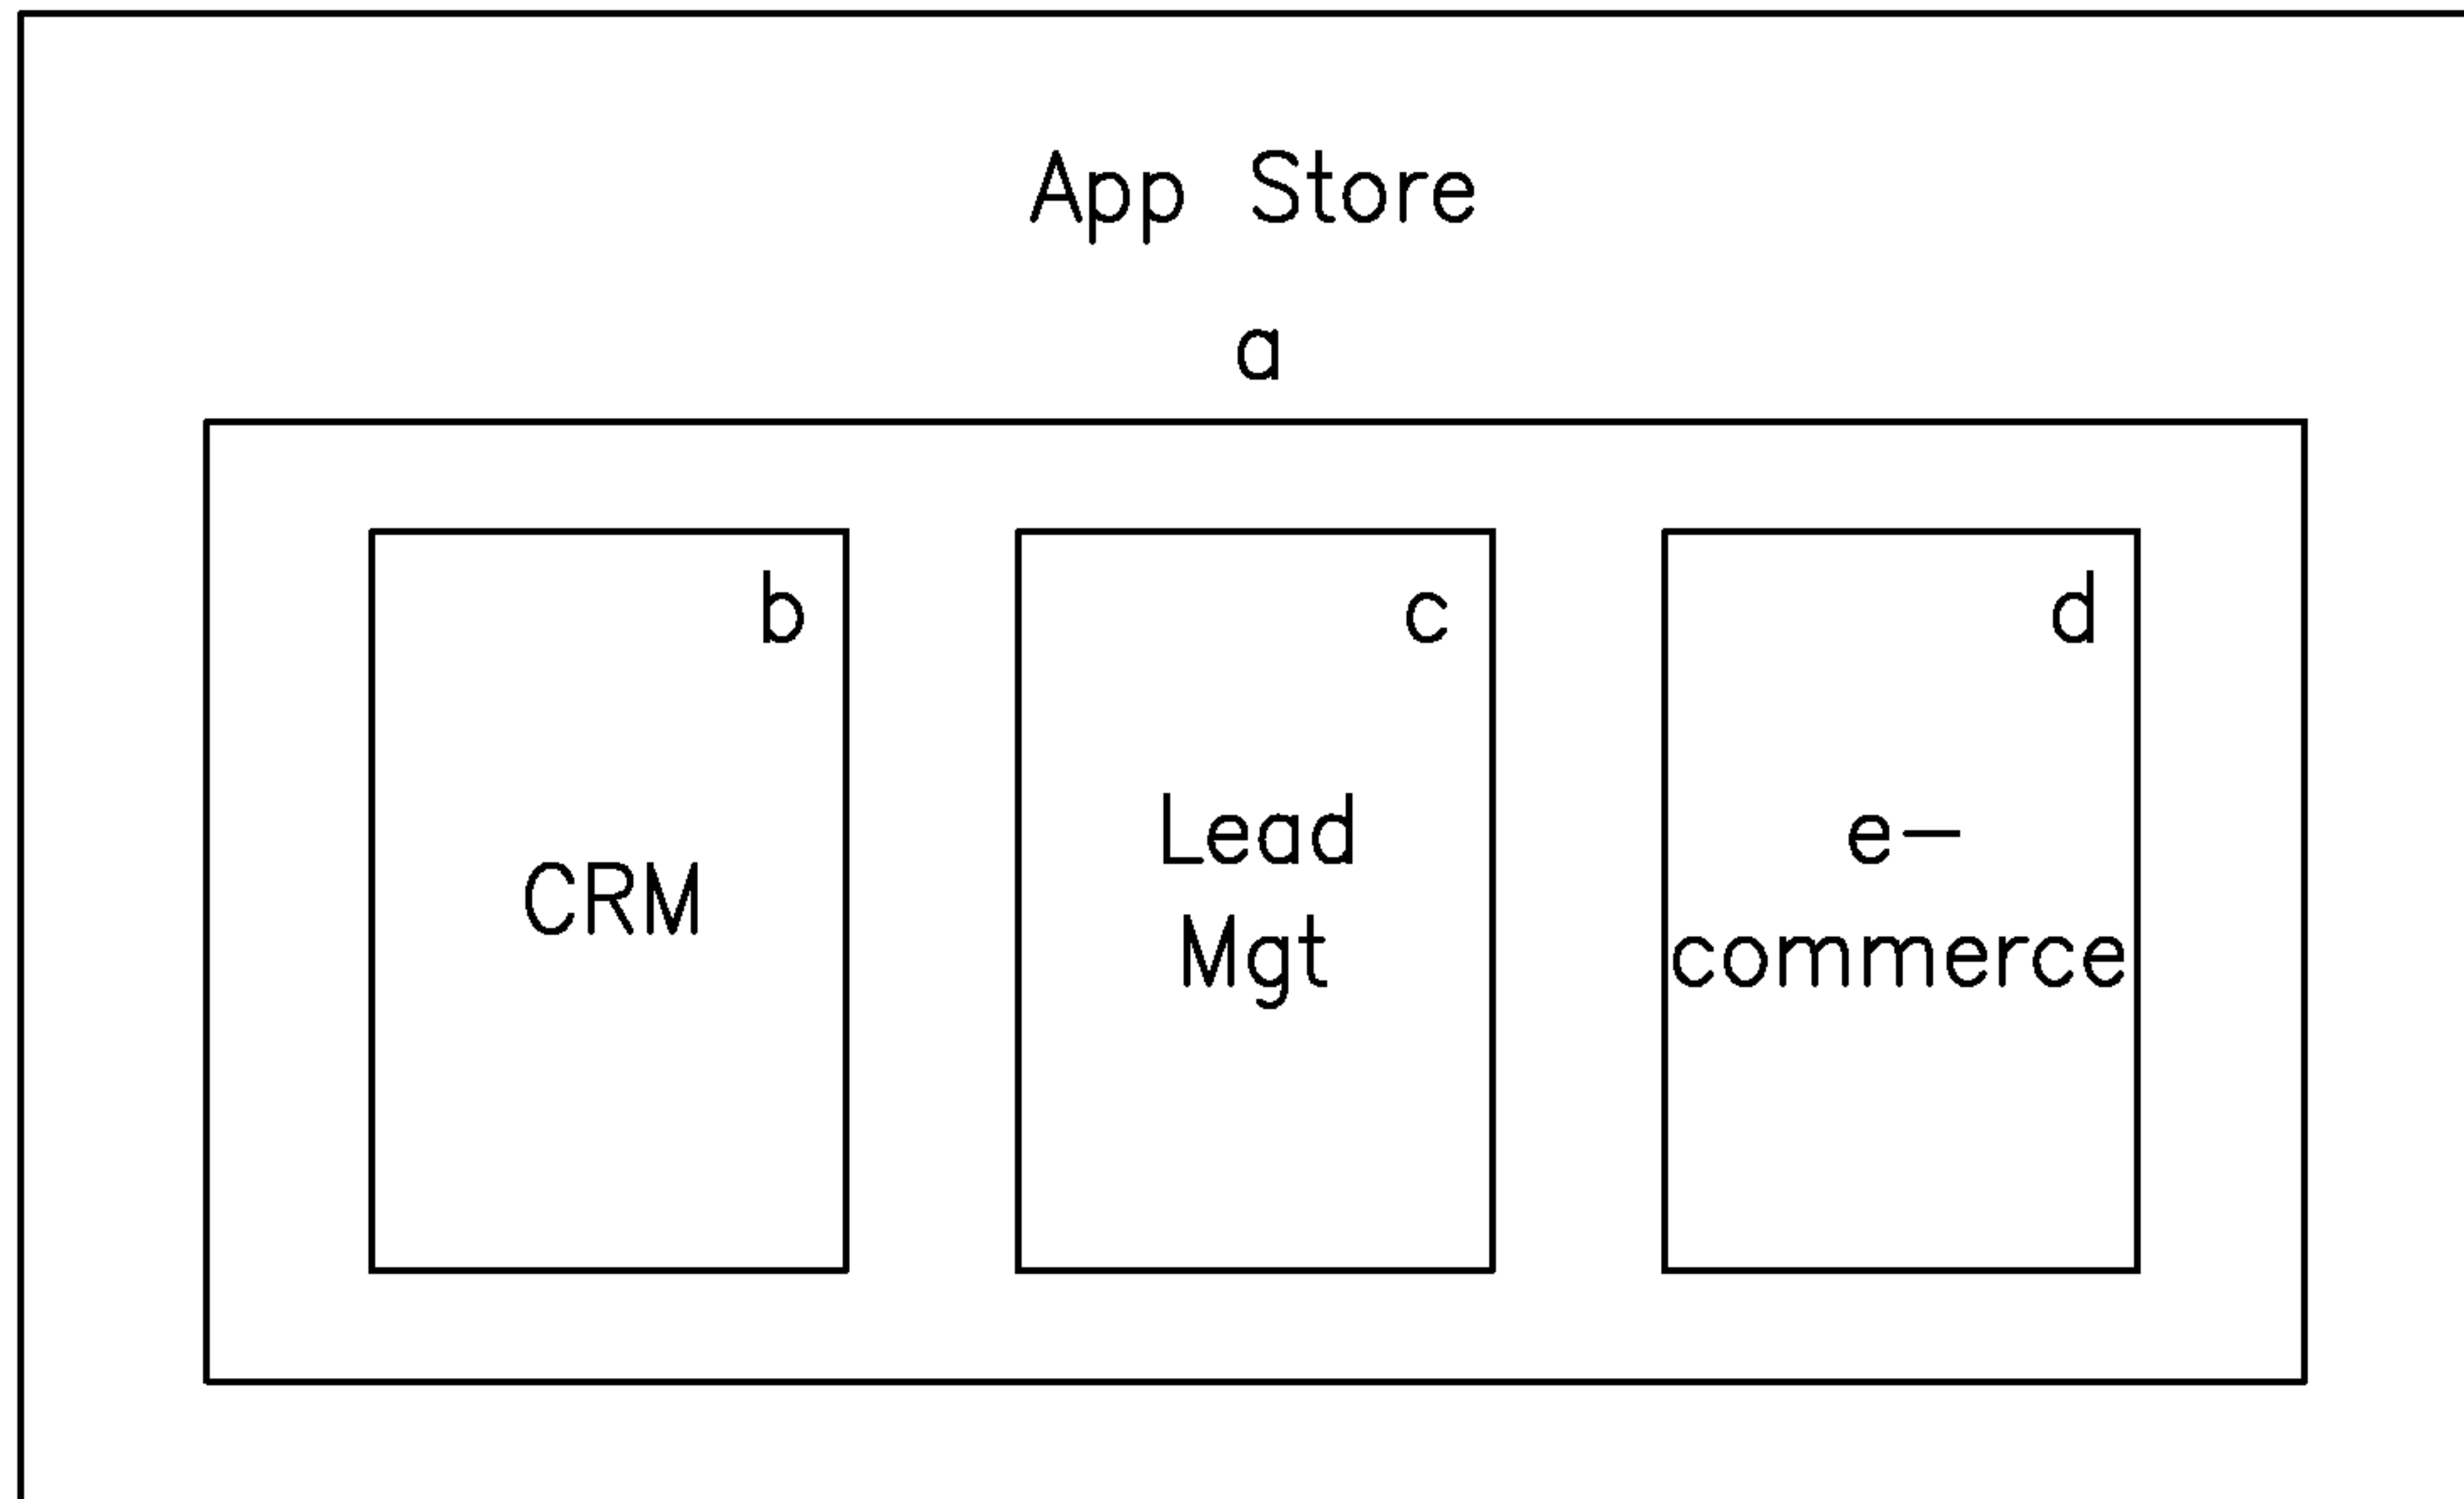 App Store
a
b
CRM
c
Lead
Mgt
d
e-
commerce